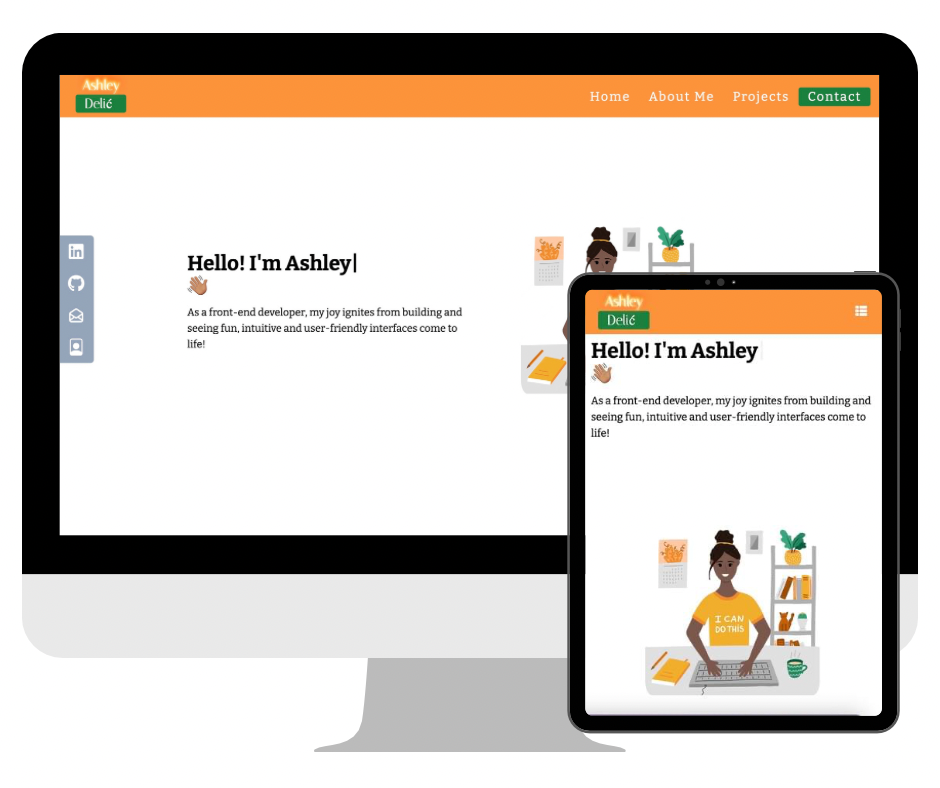 Ashley
Delić
Home About Me Projects Contact
in
Hello! I'm Ashley|
As a front-end developer, my joy ignites from building and
seeing fun, intuitive and user-friendly interfaces come to
life!
Ashley
Delić
Hello! I'm Ashley
As a front-end developer, my joy ignites from building and
seeing fun, intuitive and user-friendly interfaces come to
life!
I CAN
DO THIS